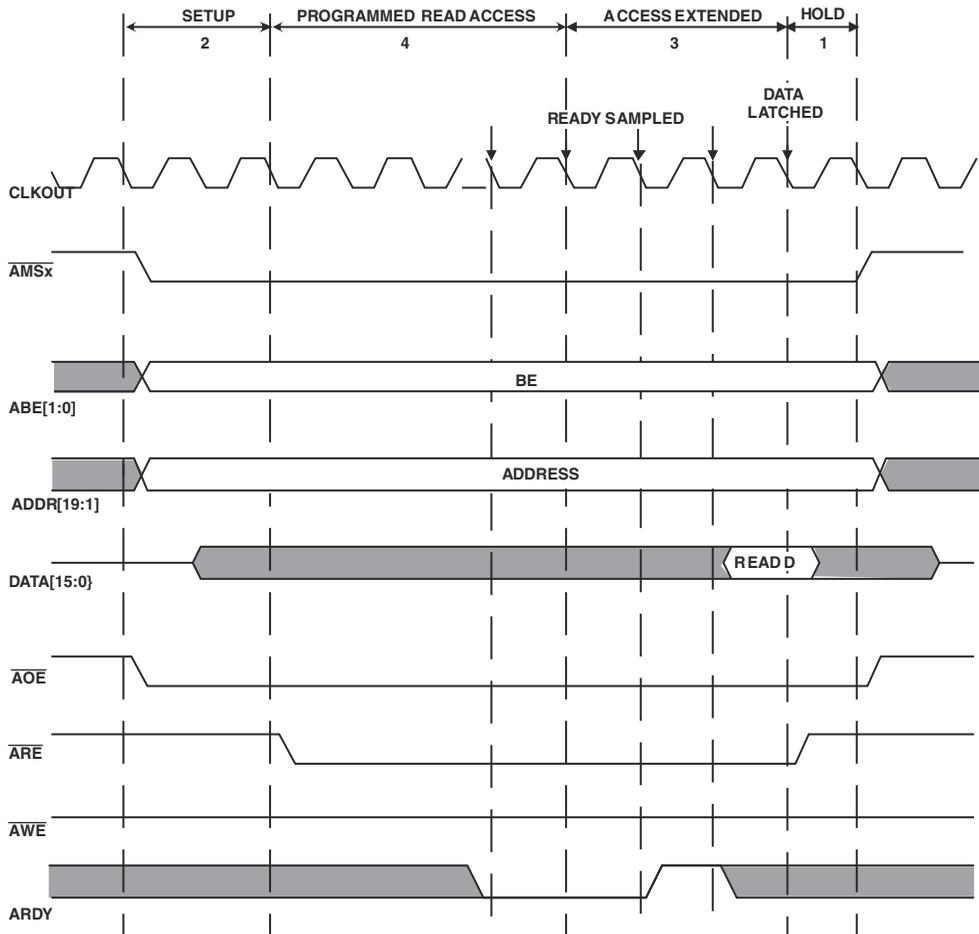 SETUP PROGRAMMED READ ACCESS ACCESS EXTENDED HOLD
2 4 3 1
READY SAMPLED
DATA
LATCHED
CLKOUT
AMSx
BE
ABE[1:0]
ADDRESS
ADDR[19:1]
READ D
DATA[15:0}
AOE
ARE
AWE
ARDY